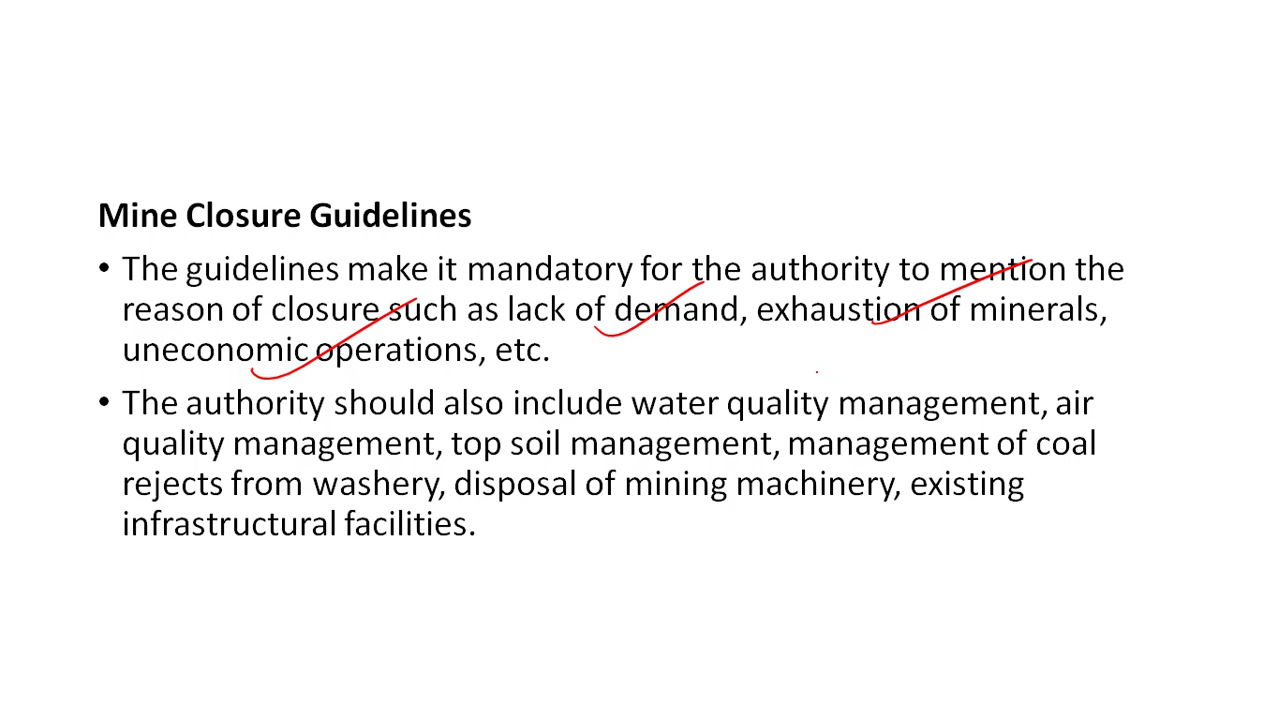 Mine Closure Guidelines
• The guidelines make it mandatory for the authority to mention the
reason of closure such as lack of demand, exhaustion of minerals,
uneconomic operations, etc.
• The authority should also include water quality management, air
quality management, top soil management, management of coal
rejects from washery, disposal of mining machinery, existing
infrastructural facilities.